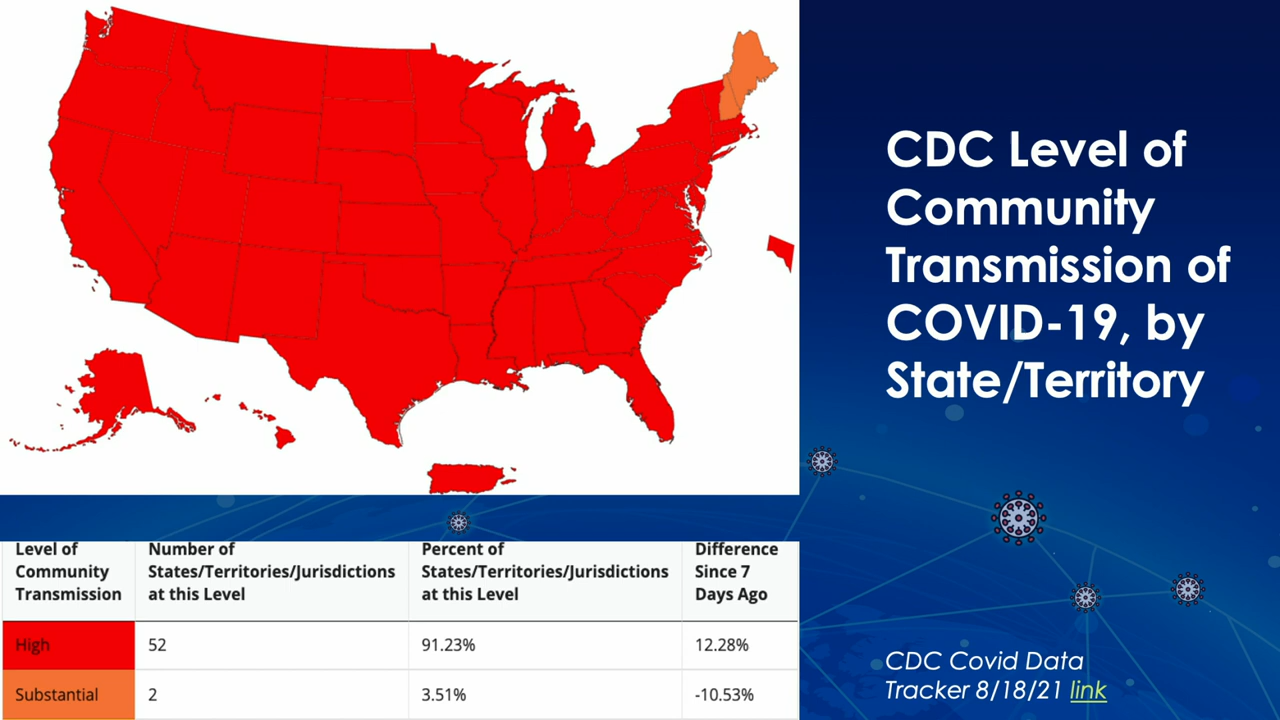 CDC Level of
Community
Transmission of
COVID-19, by
State/Territory
Level of
Community
Transmission
Number of
States/Territories/Jurisdictions
at this Level
Percent of
States/Territories/Jurisdictions
at this Level
Difference
Since 7
Days Ago
High 52 91.23% 12.28%
Substantial 2 3.51% -10.53%
CDC Covid Data
Tracker 8/18/21 link